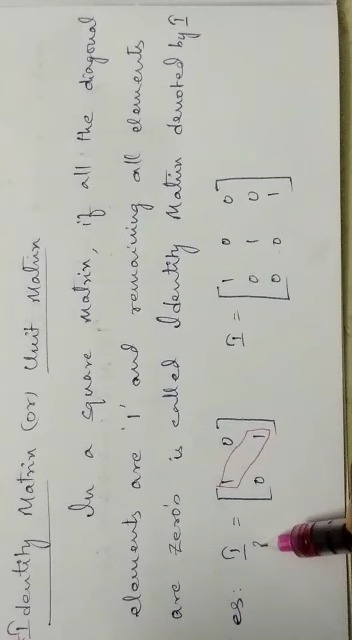 Identity Matrix (or) Unit Matrix
In a square Matrix, if all the diagonal
elements are '1' and remaining all elements
are zero's is called Identity Matrix denoted by I
eg: I = [1 0
0 1]
I = [1 0 0
0 1 0
0 0 1]